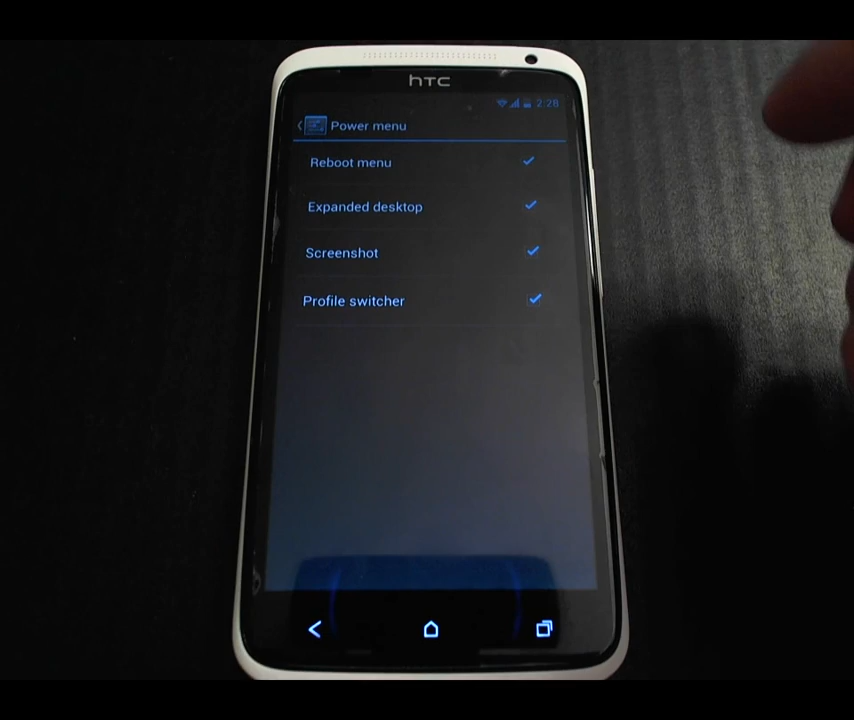 hTC
2:28
Power menu
Reboot menu
Expanded desktop
Screenshot
Profile switcher